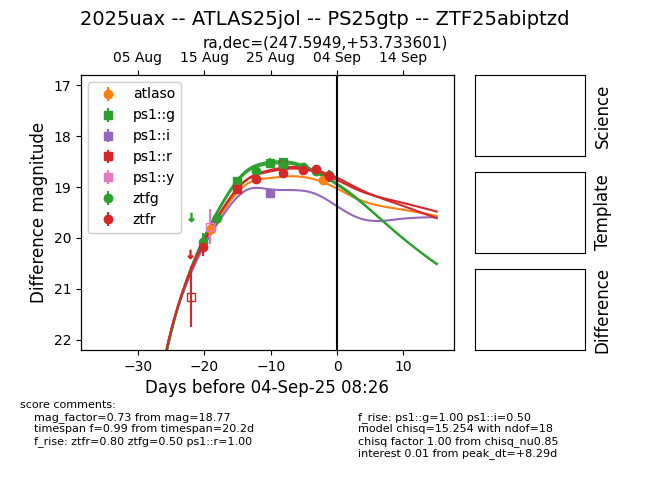 2025uax -- ATLAS25jol -- PS25gtp -- ZTF25abiptzd
ra,dec=(247.5949,+53.733601)
05 Aug 15 Aug 25 Aug 04 Sep 14 Sep
17
18
19
20
21
22
Difference magnitude
atlaso
ps1::g
ps1::i
ps1::r
ps1::y
ztfg
ztfr
−30 −20 −10 0 10
Days before 04-Sep-25 08:26
Science
Template
Difference
score comments:
mag_factor=0.73 from mag=18.77
timespan f=0.99 from timespan=20.2d
f_rise: ztfr=0.80 ztfg=0.50 ps1::r=1.00
f_rise: ps1::g=1.00 ps1::i=0.50
model chisq=15.254 with ndof=18
chisq factor 1.00 from chisq_nu0.85
interest 0.01 from peak_dt=+8.29d